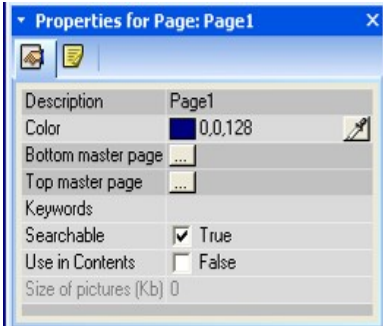 Properties for Page: Page1
Description Page1
Color 0,0,128
Bottom master page ...
Top master page ...
Keywords
Searchable True
Use in Contents False
Size of pictures (Kb) 0